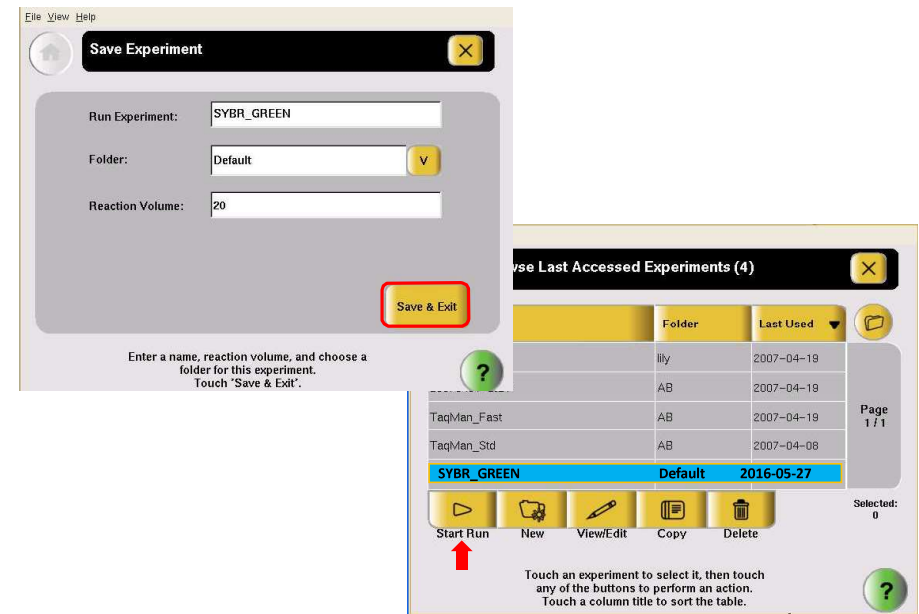 File View Help
Save Experiment
Run Experiment: SYBR_GREEN
Folder: Default V
Reaction Volume: 20
Save & Exit
Enter a name, reaction volume, and choose a
folder for this experiment.
Touch "Save & Exit".
?
wse Last Accessed Experiments (4)
Folder Last Used
lily 2007-04-19
AB 2007-04-19
TaqMan_Fast AB 2007-04-19
TaqMan_Std AB 2007-04-08
SYBR_GREEN Default 2016-05-27
Page
1 / 1
Selected:
0
Start Run New View/Edit Copy Delete
Touch an experiment to select it, then touch
any of the buttons to perform an action.
Touch a column title to sort the table.
?